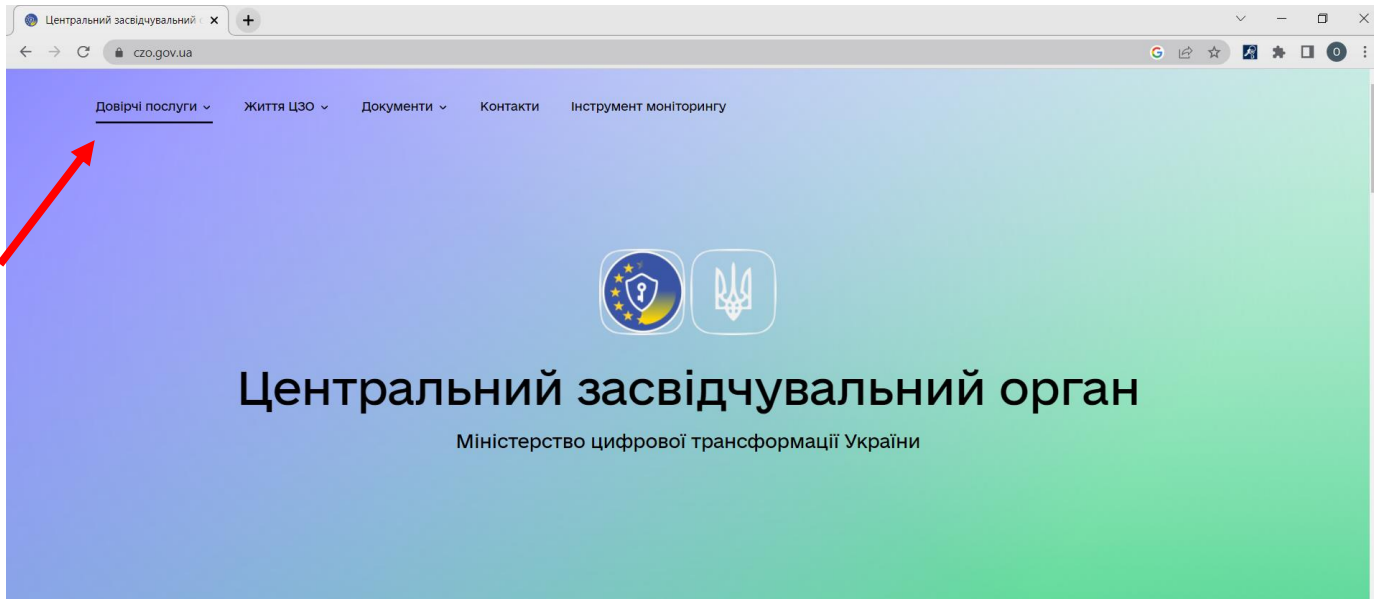 Центральний засвідчувальний
czo.gov.ua
G
O
Довірчі послуги
Життя ЦЗО
Документи
Контакти
Інструмент моніторингу
Центральний засвідчувальний орган
Міністерство цифрової трансформації України